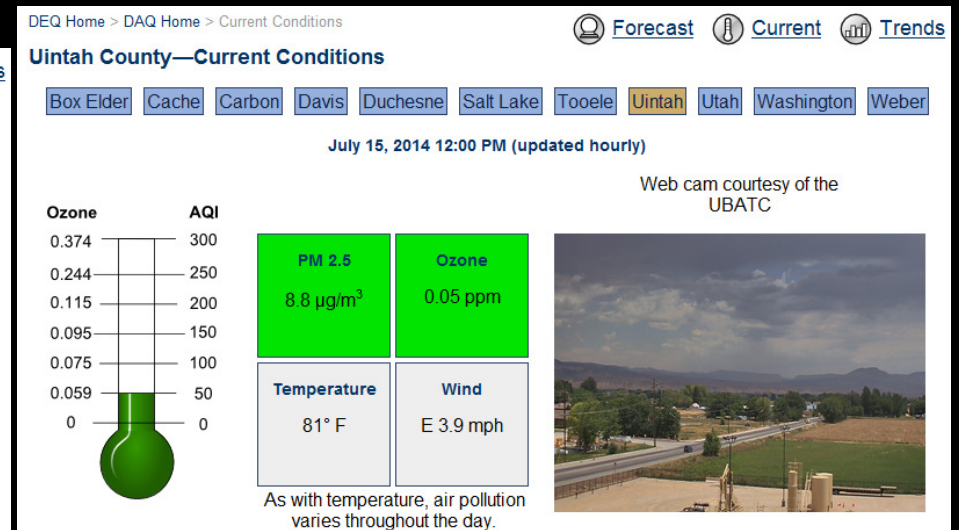 DEQ Home > DAQ Home > Current Conditions
Forecast Current Trends
Uintah County—Current Conditions
s
Box Elder Cache Carbon Davis Duchesne Salt Lake Tooele Uintah Utah Washington Weber
July 15, 2014 12:00 PM (updated hourly)
Web cam courtesy of the
UBATC
Ozone AQI
0.374 300
0.244 250
0.115 200
0.095 150
0.075 100
0.059 50
0 0
PM 2.5
8.8 µg/m³
Ozone
0.05 ppm
Temperature
81° F
Wind
E 3.9 mph
As with temperature, air pollution
varies throughout the day.